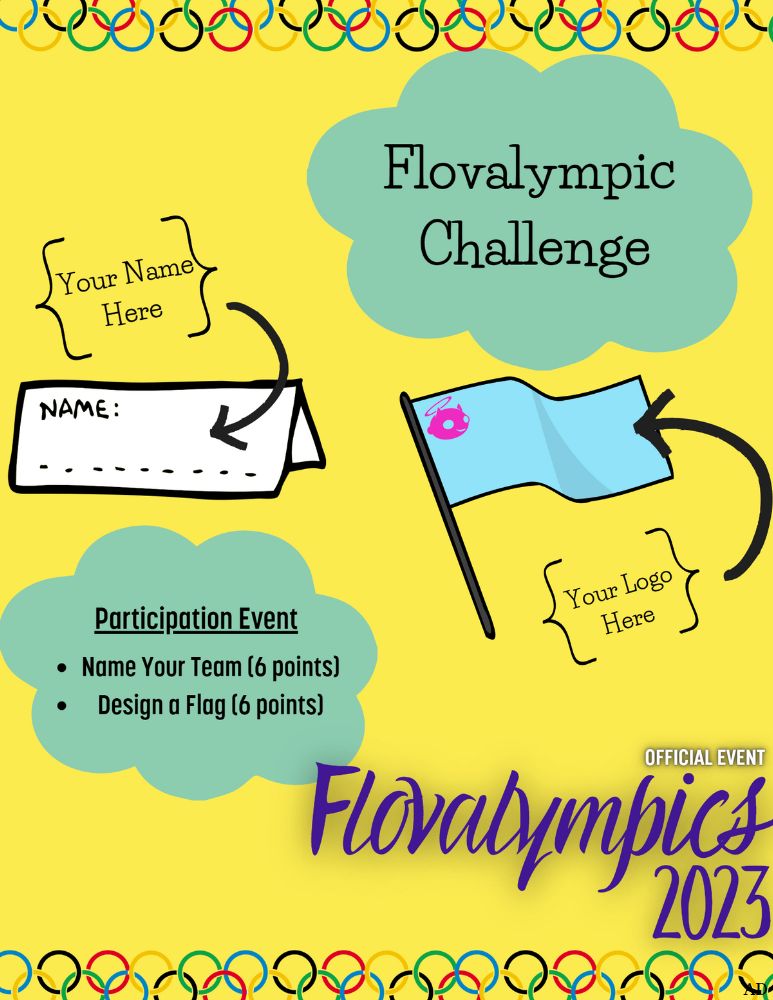 Flovalympic
Challenge
Your Name
Here
NAME:
Your Logo
Here
Participation Event
• Name Your Team (6 points)
• Design a Flag (6 points)
OFFICIAL EVENT
Flovalympics
2023
AD